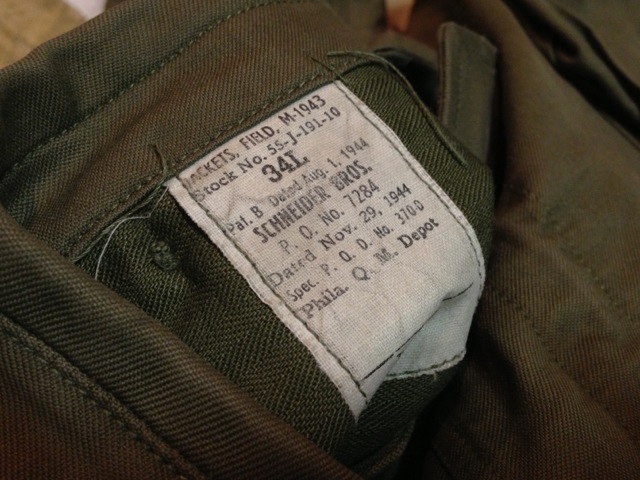 JACKETS, FIELD, M-1943
Stock No. 55-J-191-10
34L
Pat. B Dated Aug. 1, 1944
SCHNEIDER BROS.
P. O. No. 7284
Dated Nov. 29, 1944
Spec. P. Q. D. No. 370-D
Phila. Q. M. Depot